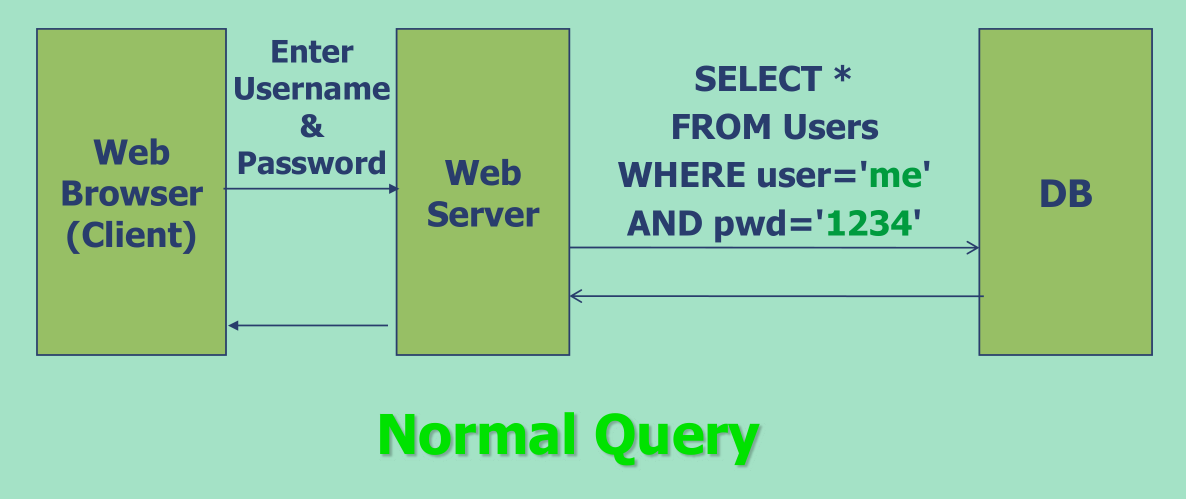 Web
Browser
(Client)
Enter
Username
&
Password
Web
Server
SELECT *
FROM Users
WHERE user='me'
AND pwd='1234'
DB
Normal Query